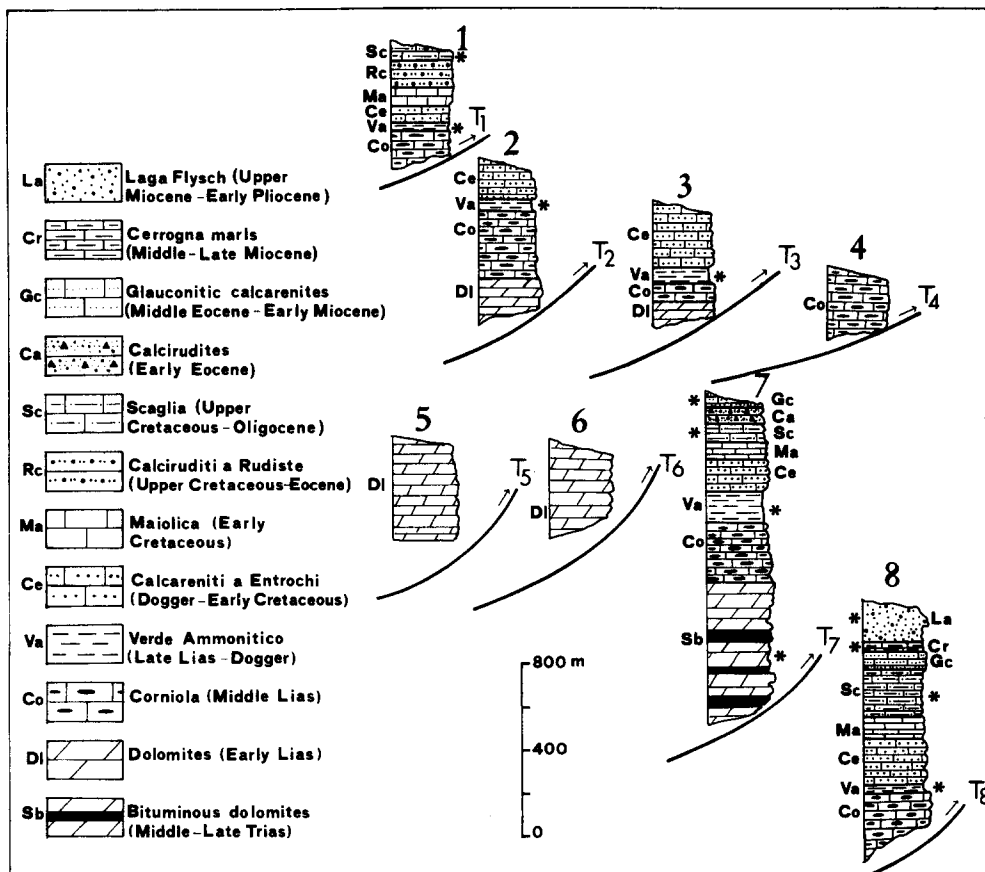 La Laga Flysch (Upper
Miocene-Early Pliocene)
Cr Cerrogna marls
(Middle-Late Miocene)
Gc Glauconitic calcarenites
(Middle Eocene-Early Miocene)
Ca Calcirudites
(Early Eocene)
Sc Scaglia (Upper
Cretaceous-Oligocene)
Rc Calciruditi a Rudiste
(Upper Cretaceous-Eocene)
Ma Maiolica (Early
Cretaceous)
Ce Calcareniti a Entrochi
(Dogger-Early Cretaceous)
Va Verde Ammonitico
(Late Lias-Dogger)
Co Corniola (Middle Lias)
Dl Dolomites (Early Lias)
Sb Bituminous dolomites
(Middle-Late Trias)
1
Sc *
Rc
Ma
Ce
Va *
Co
T1
2
Ce
Va *
Co
Dl
T2
3
Ce
Va *
Co
Dl
T3
4
Co
T4
5
Dl
T5
6
Dl
T6
7
* Gc
Ca
* Sc
Ma
Ce
Va *
Co
Sb *
T7
8
* La
* Cr
Gc
Sc *
Ma
Ce
Va *
Co
T8
800 m
400
0